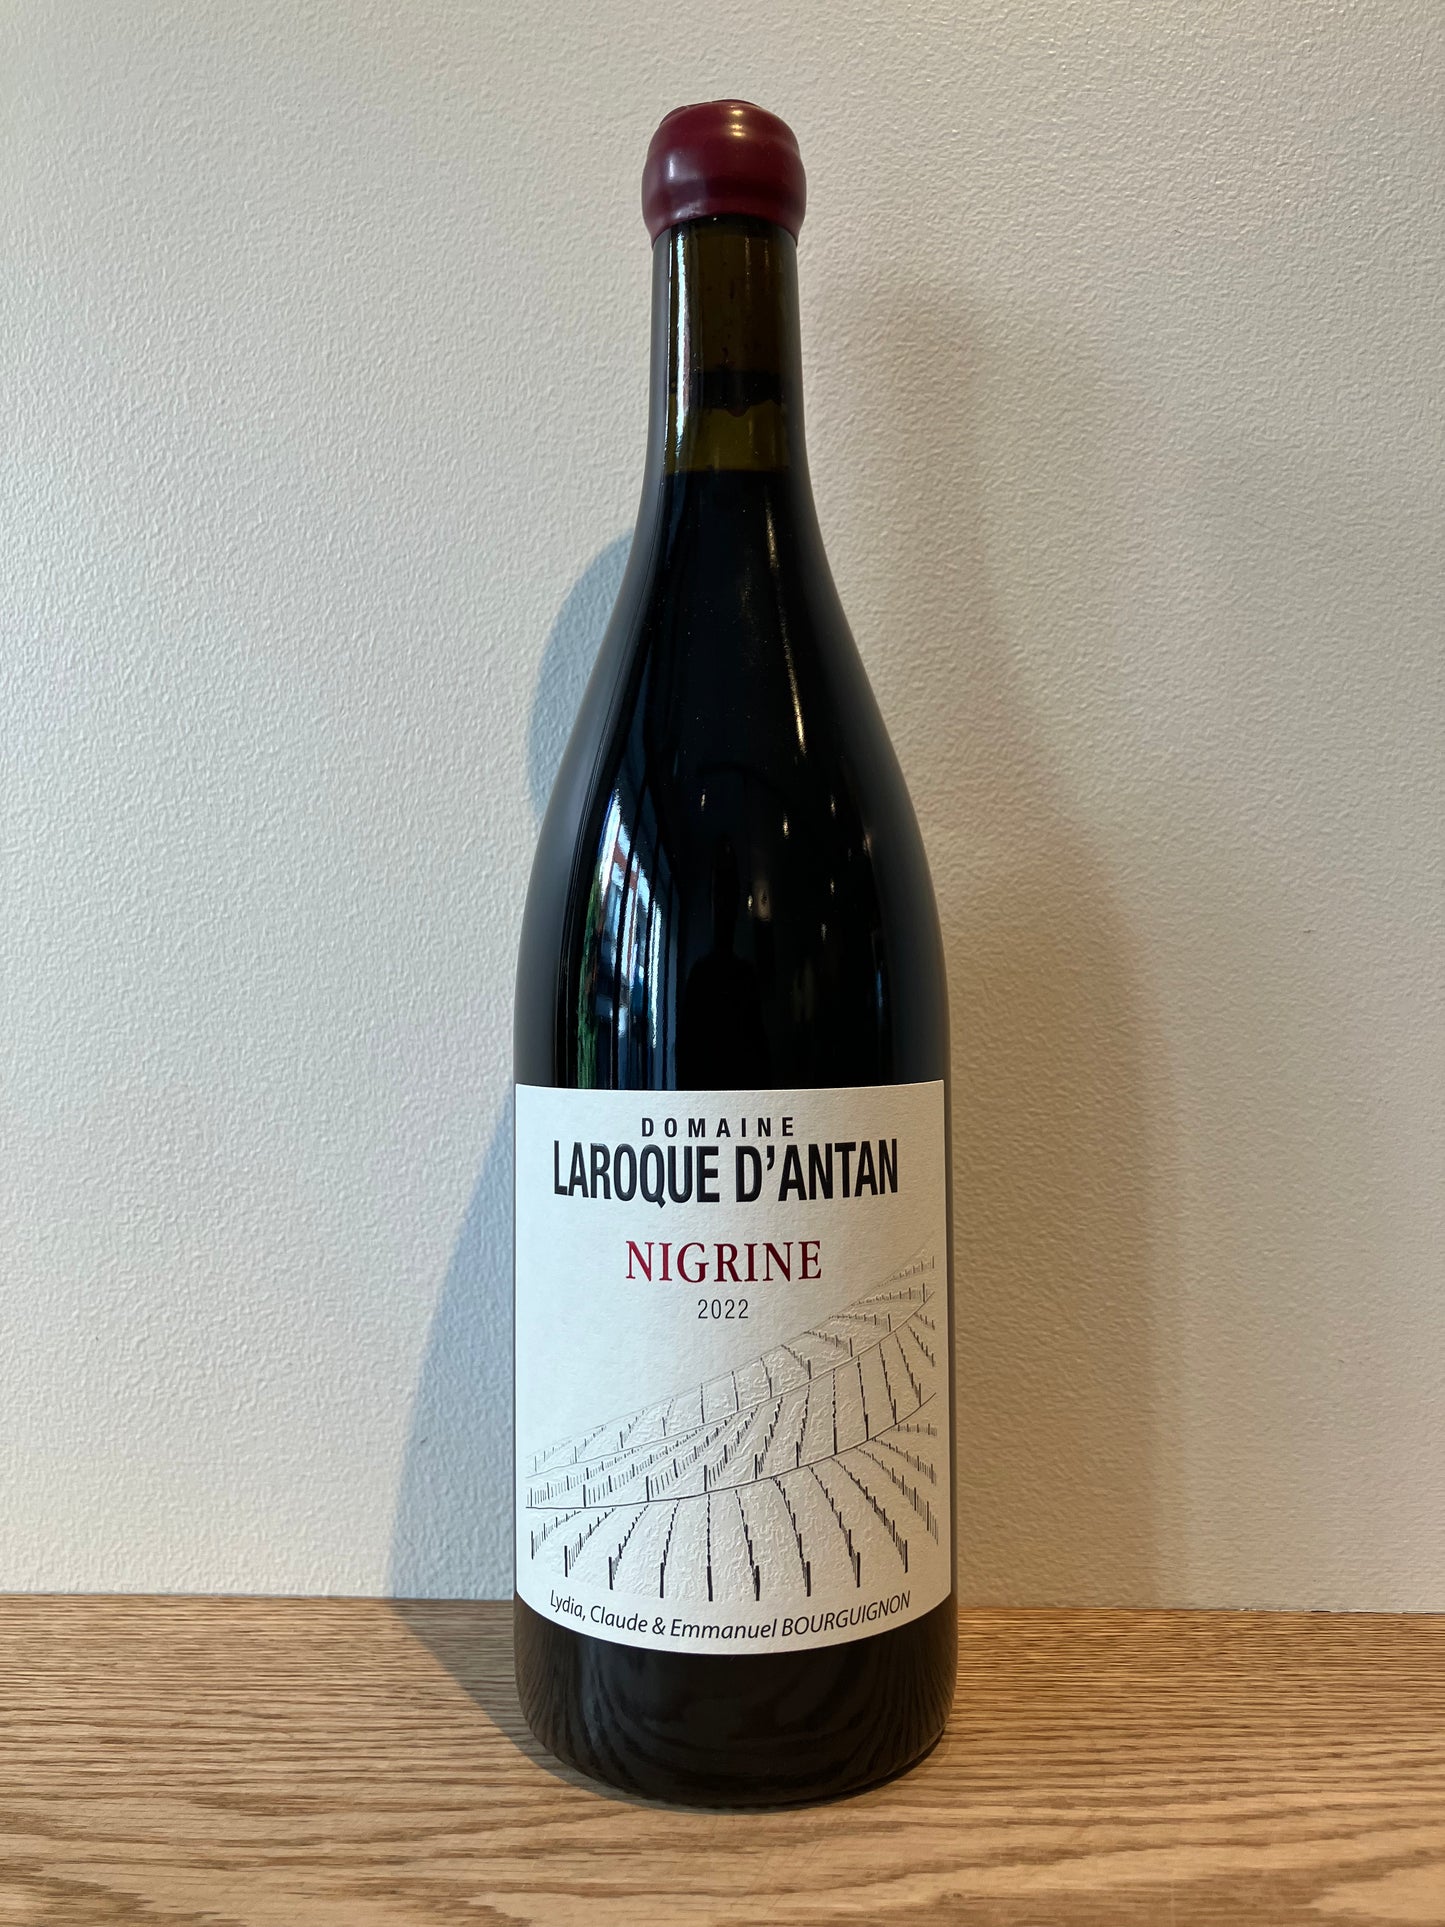 DOMAINE
LAROQUE D'ANTAN
NIGRINE
2022
Lydia, Claude & Emmanuel BOURGUIGNON